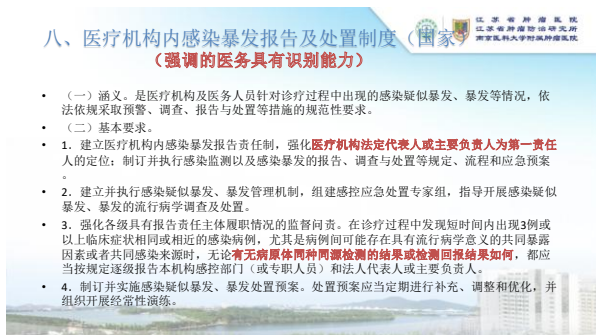 江苏省肿瘤医院
江苏省肿瘤防治研究所
南京医科大学附属肿瘤医院
八、医疗机构内感染暴发报告及处置制度（国家）
（强调的医务具有识别能力）
• （一）涵义。是医疗机构及医务人员针对诊疗过程中出现的感染疑似暴发、暴发等情况，依
法依规采取预警、调查、报告与处置等措施的规范性要求。
• （二）基本要求。
• 1．建立医疗机构内感染暴发报告责任制，强化医疗机构法定代表人或主要负责人为第一责任
人的定位；制订并执行感染监测以及感染暴发的报告、调查与处置等规定、流程和应急预案
。
• 2．建立并执行感染疑似暴发、暴发管理机制，组建感控应急处置专家组，指导开展感染疑似
暴发、暴发的流行病学调查及处置。
• 3．强化各级具有报告责任主体履职情况的监督问责。在诊疗过程中发现短时间内出现3例或
以上临床症状相同或相近的感染病例，尤其是病例间可能存在具有流行病学意义的共同暴露
因素或者共同感染来源时，无论有无病原体同种同源检测的结果或检测回报结果如何，都应
当按规定逐级报告本机构感控部门（或专职人员）和法人代表人或主要负责人。
• 4．制订并实施感染疑似暴发、暴发处置预案。处置预案应当定期进行补充、调整和优化，并
组织开展经常性演练。